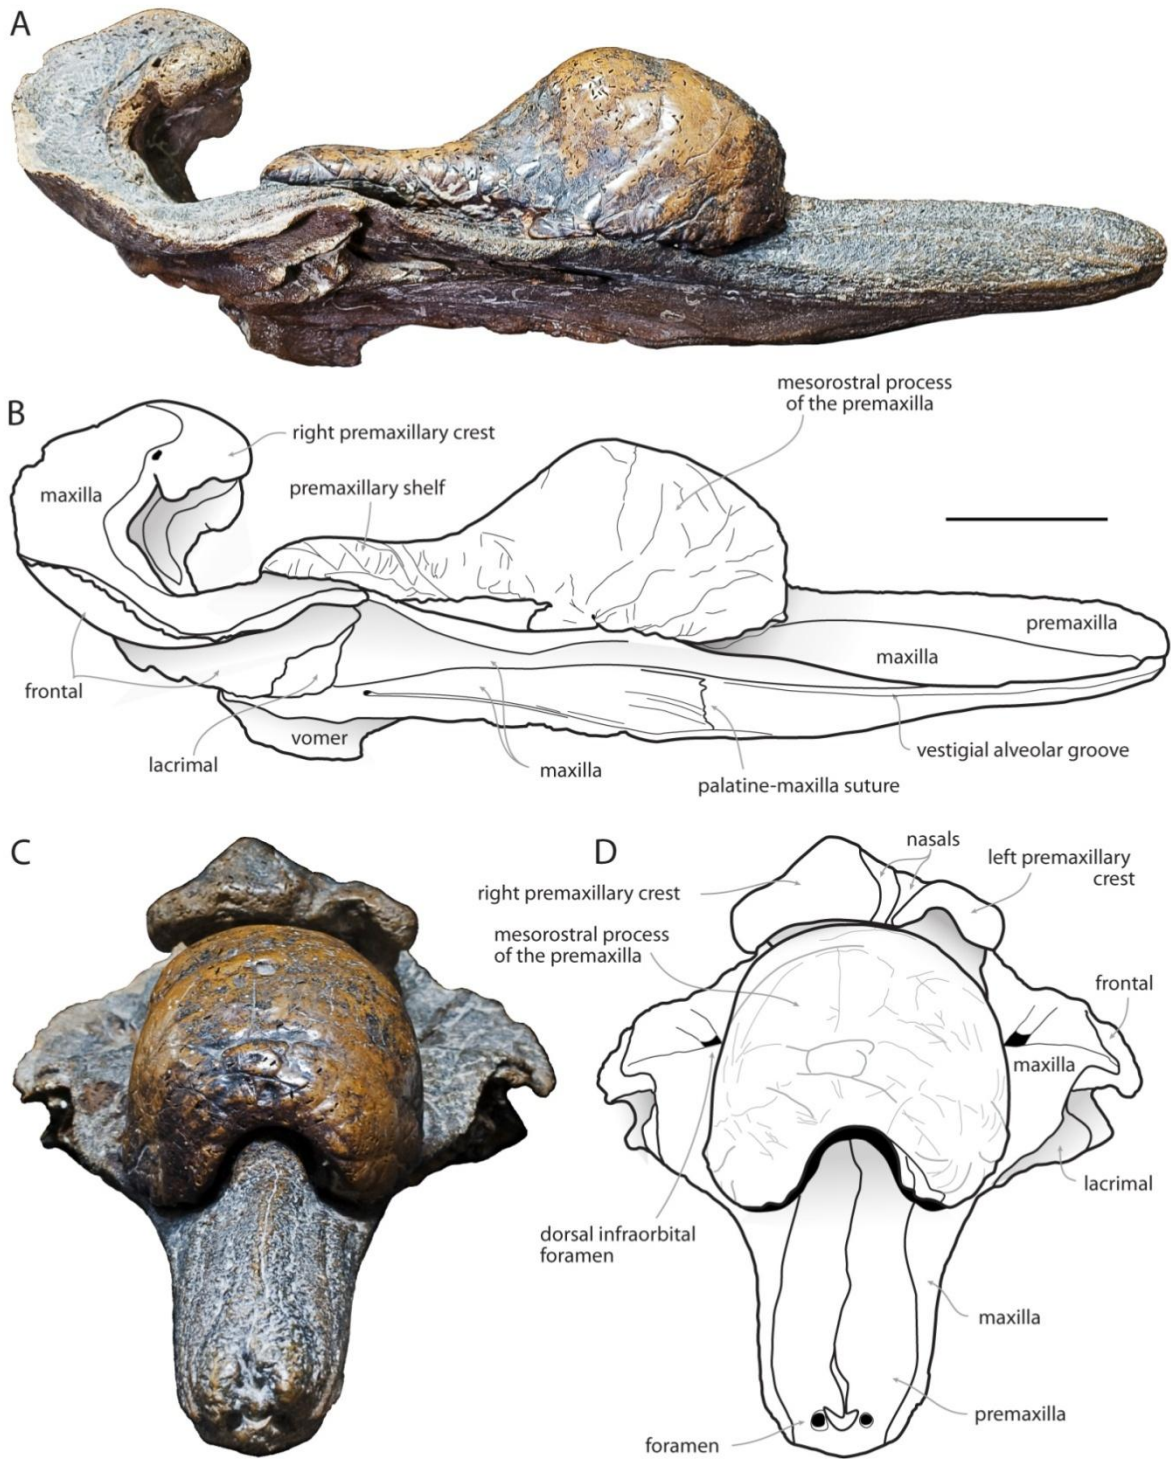 A
B
mesorostral process
of the premaxilla
right premaxillary crest
maxilla
premaxillary shelf
premaxilla
maxilla
frontal
vomer
lacrimal
maxilla
vestigial alveolar groove
palatine-maxilla suture
C
D
nasals
left premaxillary
crest
right premaxillary crest
mesorostral process
of the premaxilla
frontal
maxilla
lacrimal
dorsal infraorbital
foramen
maxilla
premaxilla
foramen